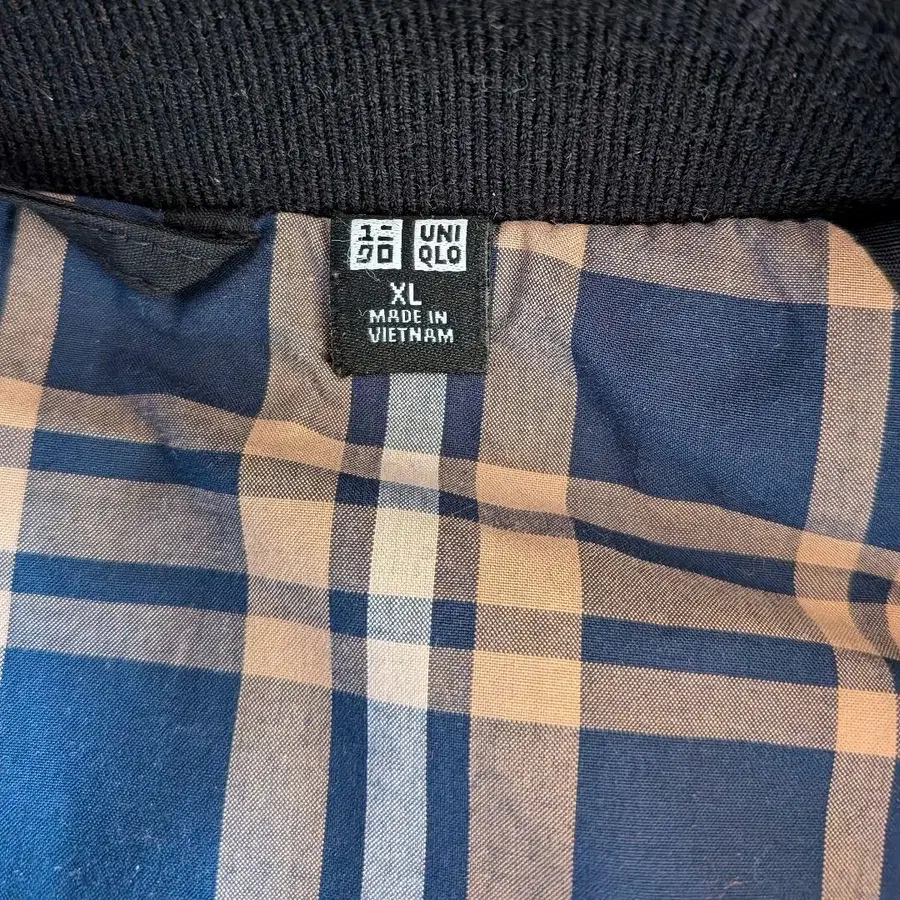 ユニ
クロ
UNI
QLO
XL
MADE IN
VIETNAM